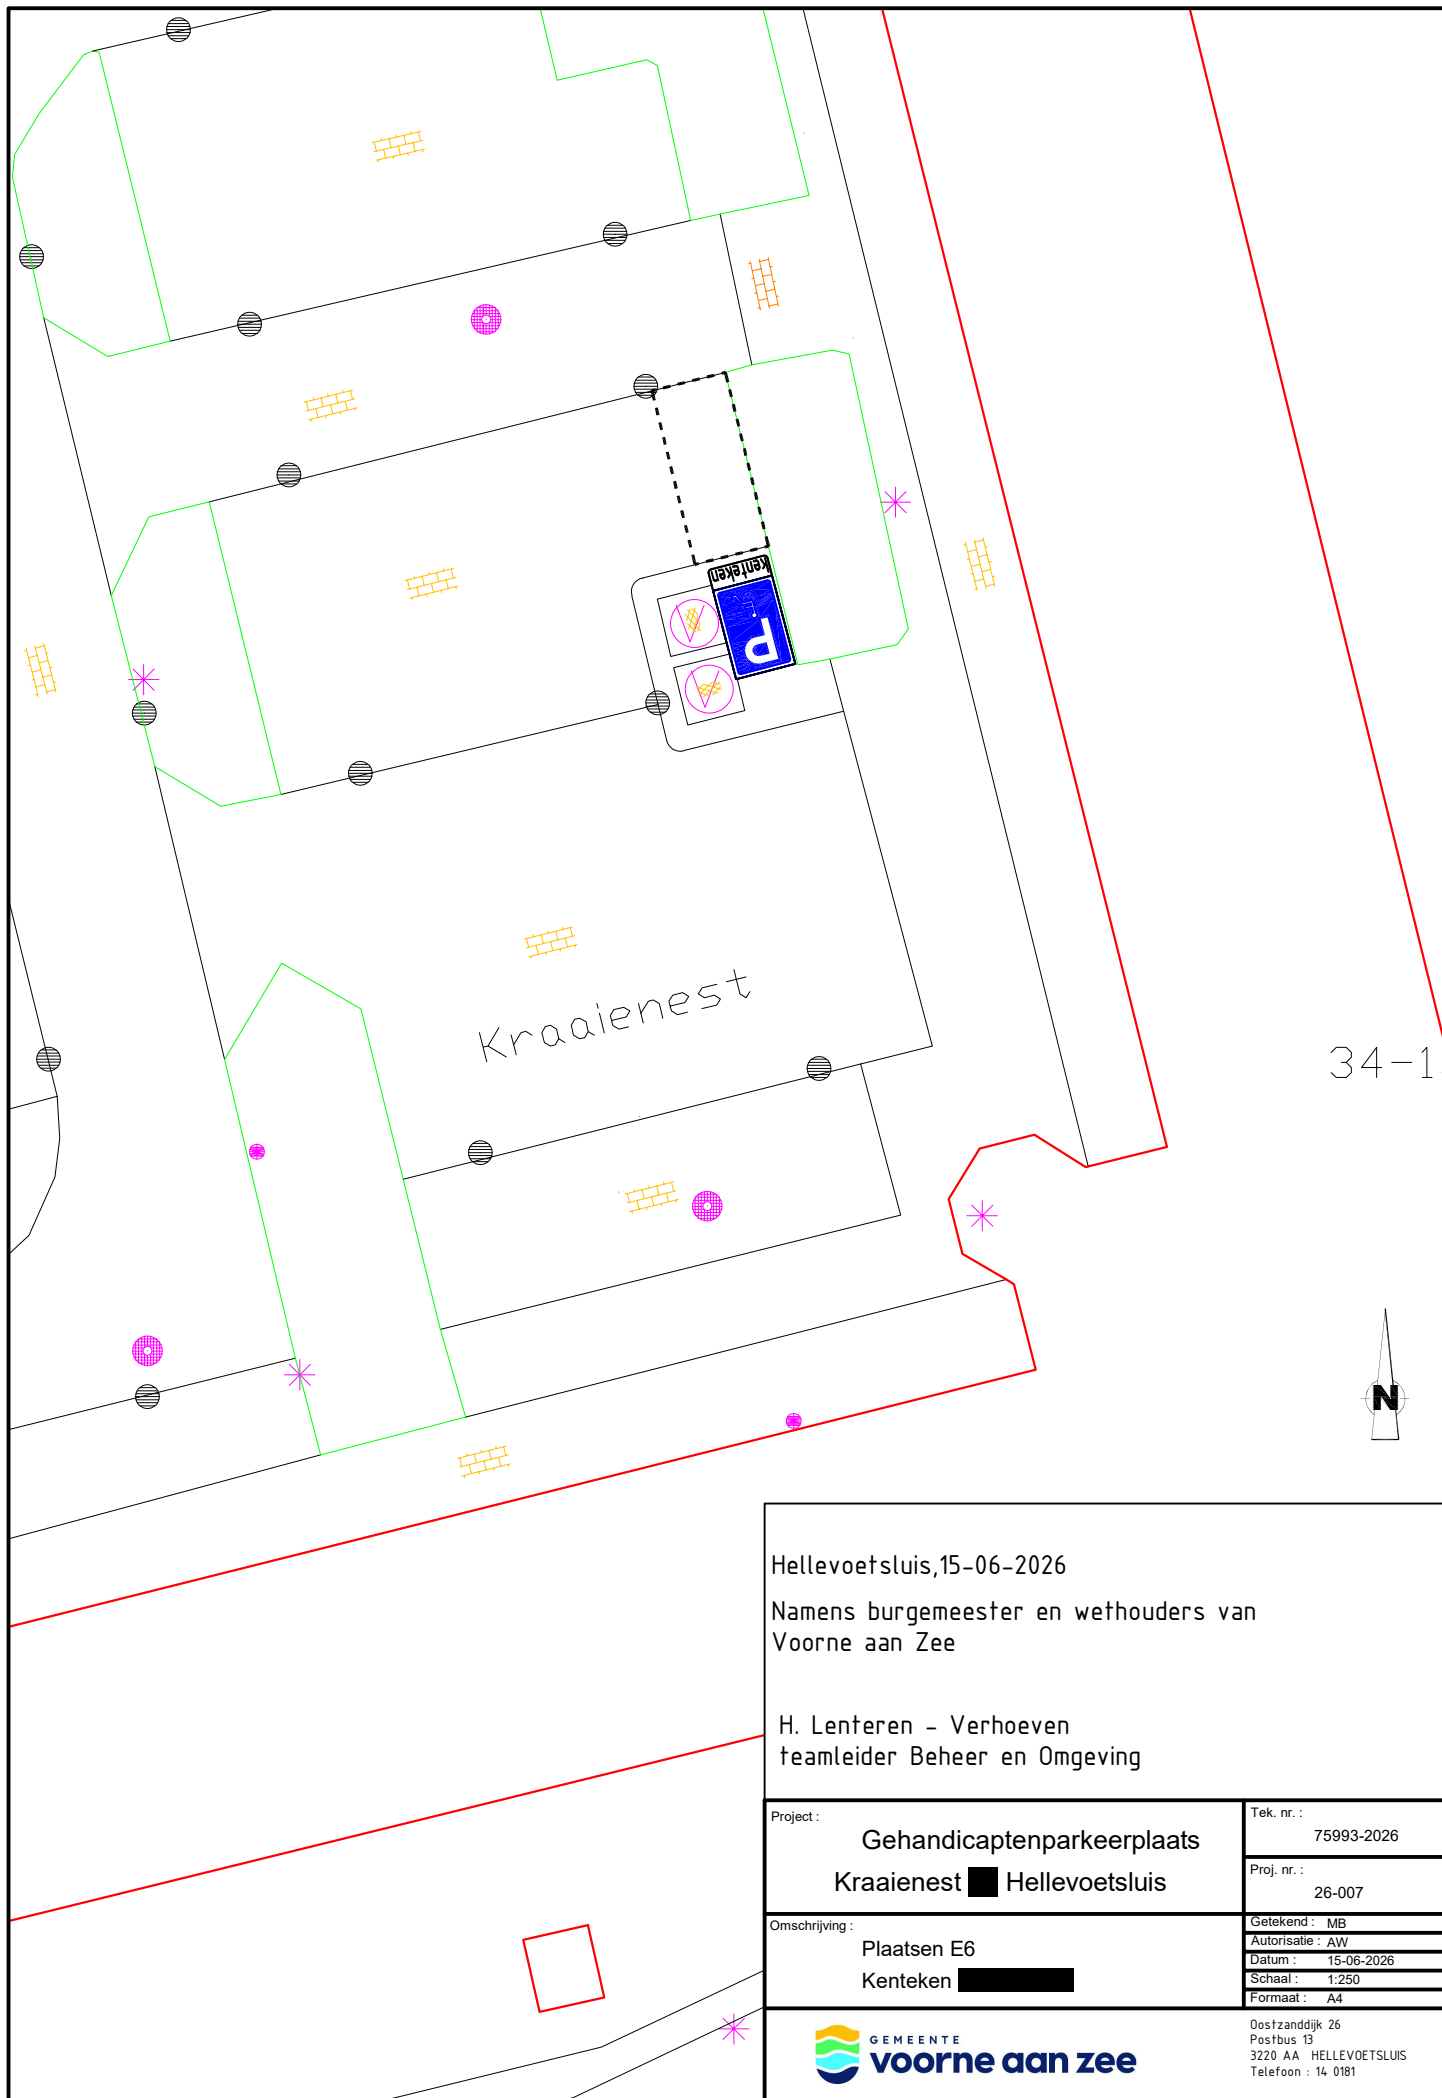 kenteken
P
Kraaienest
34-1
N
Hellevoetsluis,15-06-2026
Namens burgemeester en wethouders van
Voorne aan Zee
H. Lenteren - Verhoeven
teamleider Beheer en Omgeving
Project :
Gehandicaptenparkeerplaats
Kraaienest Hellevoetsluis
Tek. nr. :
75993-2026
Proj. nr. :
26-007
Omschrijving :
Plaatsen E6
Kenteken
Getekend : MB
Autorisatie : AW
Datum : 15-06-2026
Schaal : 1:250
Formaat : A4
GEMEENTE
voorne aan zee
Oostzanddijk 26
Postbus 13
3220 AA HELLEVOETSLUIS
Telefoon : 14 0181